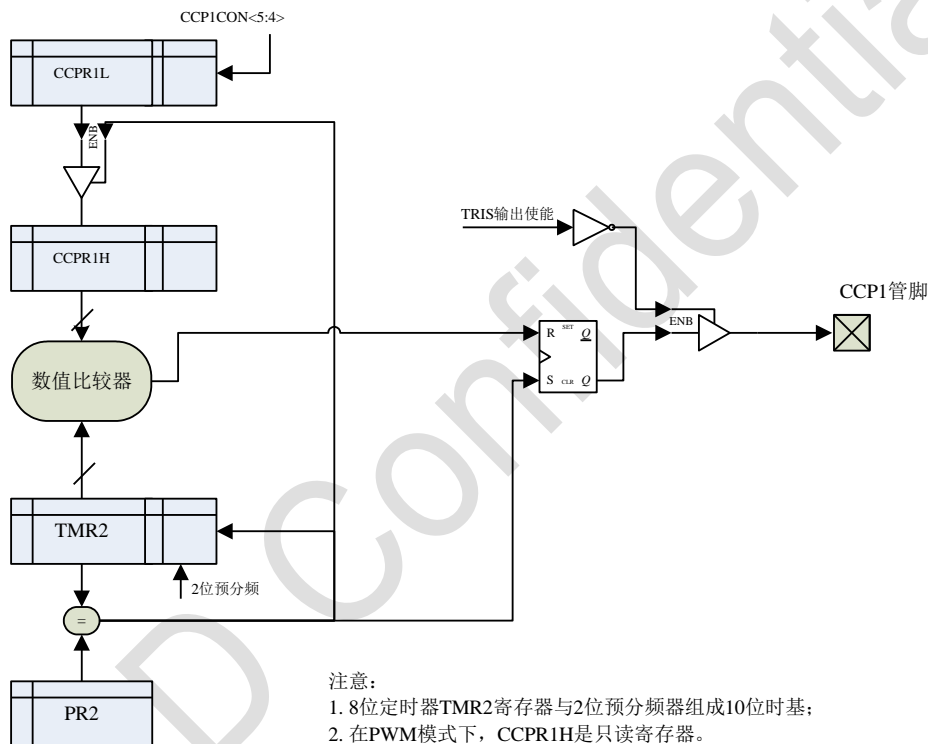 CCP1CON<5:4>
CCPR1L
ENB
CCPR1H
TRIS输出使能
CCP1管脚
ENB
R SET Q
S CLR Q
数值比较器
TMR2
2位预分频
=
PR2
注意：
1. 8位定时器TMR2寄存器与2位预分频器组成10位时基；
2. 在PWM模式下，CCPR1H是只读寄存器。
D Confidentia